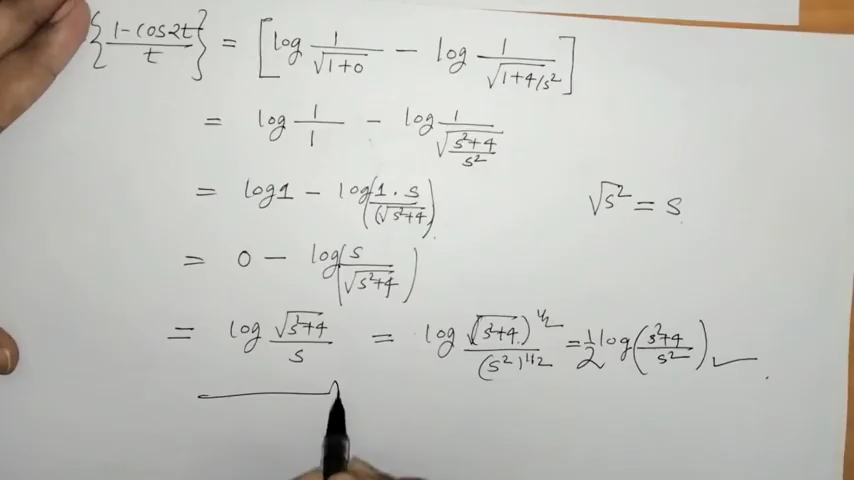 {1-cos2t/t} = [log 1/√(1+0) - log 1/√(1+4/s²)]
= log 1/1 - log 1/√((s²+4)/s²)
= log1 - log(1·s/(√(s²+4))) √s² = s
= 0 - log(s/√(s²+4))
= log √(s²+4)/s = log (s²+4)^1/2/(s²)^1/2 = 1/2 log((s²+4)/s²)